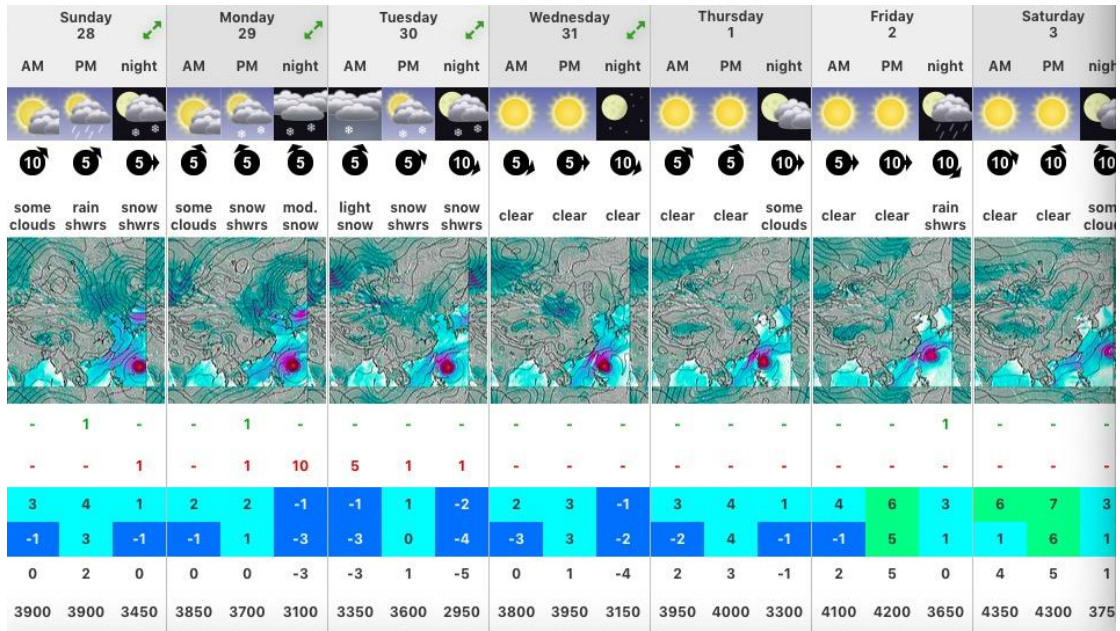 Sunday Monday Tuesday Wednesday Thursday Friday Saturday
28 29 30 31 1 2 3
AM PM night AM PM night AM PM night AM PM night AM PM night AM PM night AM PM nigh
10 5 5 5 5 5 5 5 10 5 5 10 5 5 10 5 10 10 10 10 10
some rain snow some snow mod. light snow snow clear clear clear clear clear some clear clear rain clear clear som
clouds shwrs shwrs clouds shwrs snow snow shwrs shwrs clouds shwrs clou
- 1 - - 1 - - - - - - - - - - - - 1 - - -
- - 1 - 1 10 5 1 1 - - - - - - - - - - - -
3 4 1 2 2 -1 -1 1 -2 2 3 -1 3 4 1 4 6 3 6 7 3
-1 3 -1 -1 1 -3 -3 0 -4 -3 3 -2 -2 4 -1 -1 5 1 1 6 1
0 2 0 0 0 -3 -3 1 -5 0 1 -4 2 3 -1 2 5 0 4 5 1
3900 3900 3450 3850 3700 3100 3350 3600 2950 3800 3950 3150 3950 4000 3300 4100 4200 3650 4350 4300 375